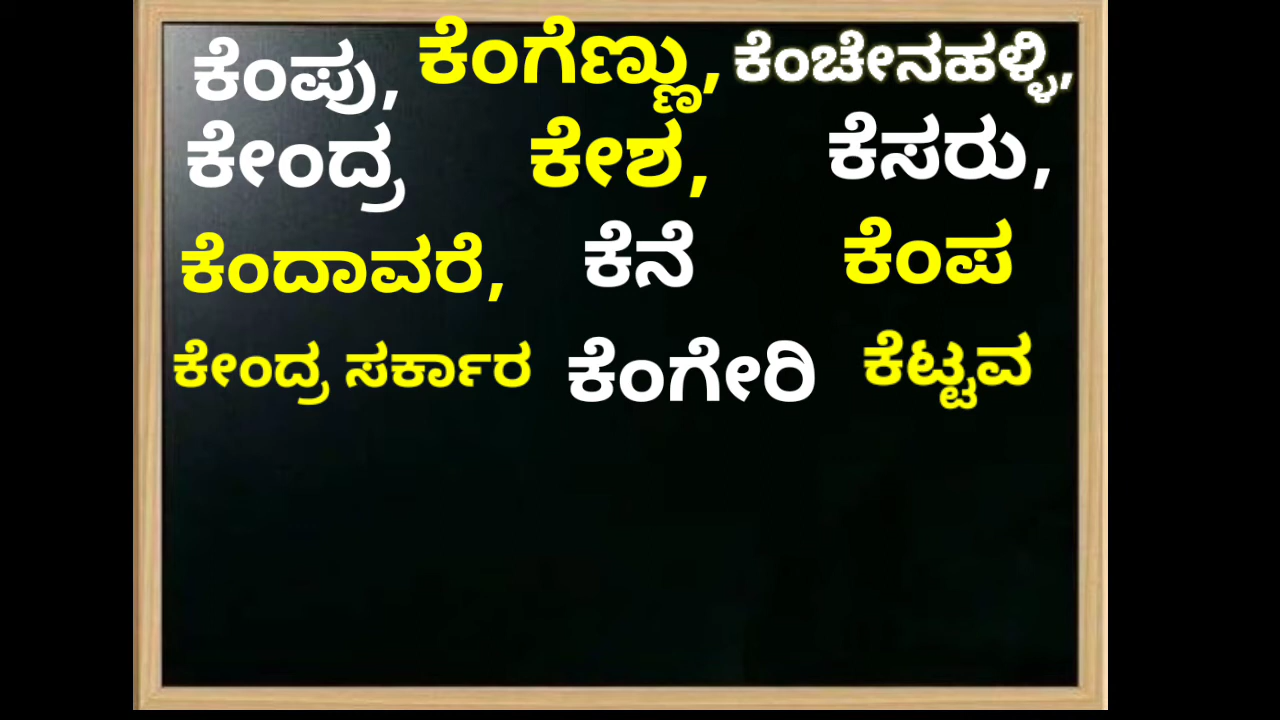 ಕೆಂಪು, ಕೆಂಗೆಣ್ಣು, ಕೆಂಚೇನಹಳ್ಳಿ,
ಕೇಂದ್ರ ಕೇಶ, ಕೆಸರು,
ಕೆಂದಾವರೆ, ಕೆನೆ ಕೆಂಪ
ಕೇಂದ್ರ ಸರ್ಕಾರ ಕೆಂಗೇರಿ ಕೆಟ್ಟವ